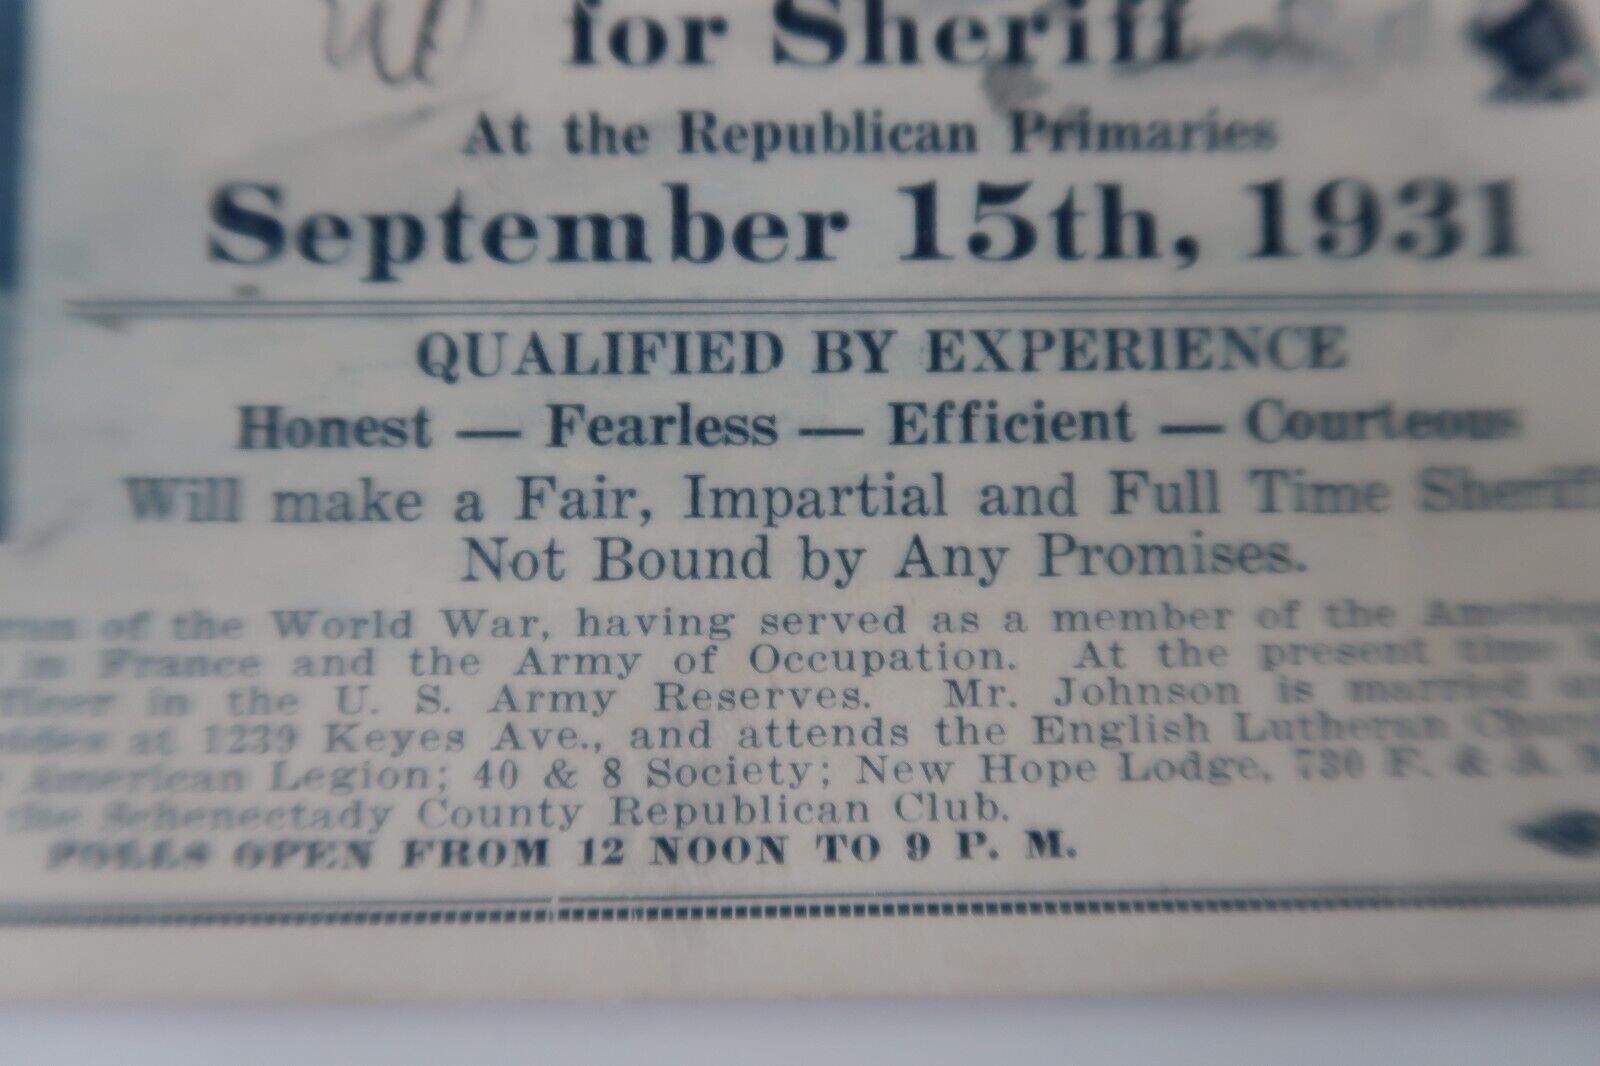 for Sheriff
At the Republican Primaries
September 15th, 1931
QUALIFIED BY EXPERIENCE
Honest — Fearless — Efficient — Courteous
Will make a Fair, Impartial and Full Time Sheriff
Not Bound by Any Promises.
of the World War, having served as a member of the American
in France and the Army of Occupation. At the present time
in the U. S. Army Reserves. Mr. Johnson is married
at 1239 Keyes Ave., and attends the English Lutheran Church
American Legion; 40 & 8 Society; New Hope Lodge, 730 F. & A.
the Schenectady County Republican Club.
POLLS OPEN FROM 12 NOON TO 9 P. M.